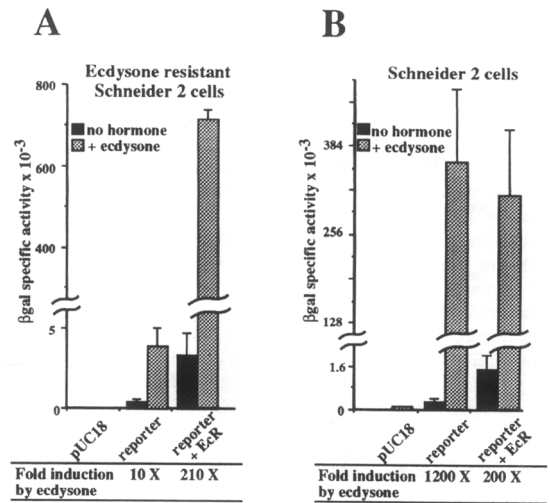 A
Ecdysone resistant
Schneider 2 cells
800
600
400
5
0
no hormone
+ ecdysone
βgal specific activity x 10-3
pUC18
reporter
reporter
+ EcR
Fold induction
by ecdysone
10 X
210 X
B
Schneider 2 cells
384
256
128
1.6
0
no hormone
+ ecdysone
βgal specific activity x 10-3
pUC18
reporter
reporter
+ EcR
Fold induction
by ecdysone
1200 X
200 X